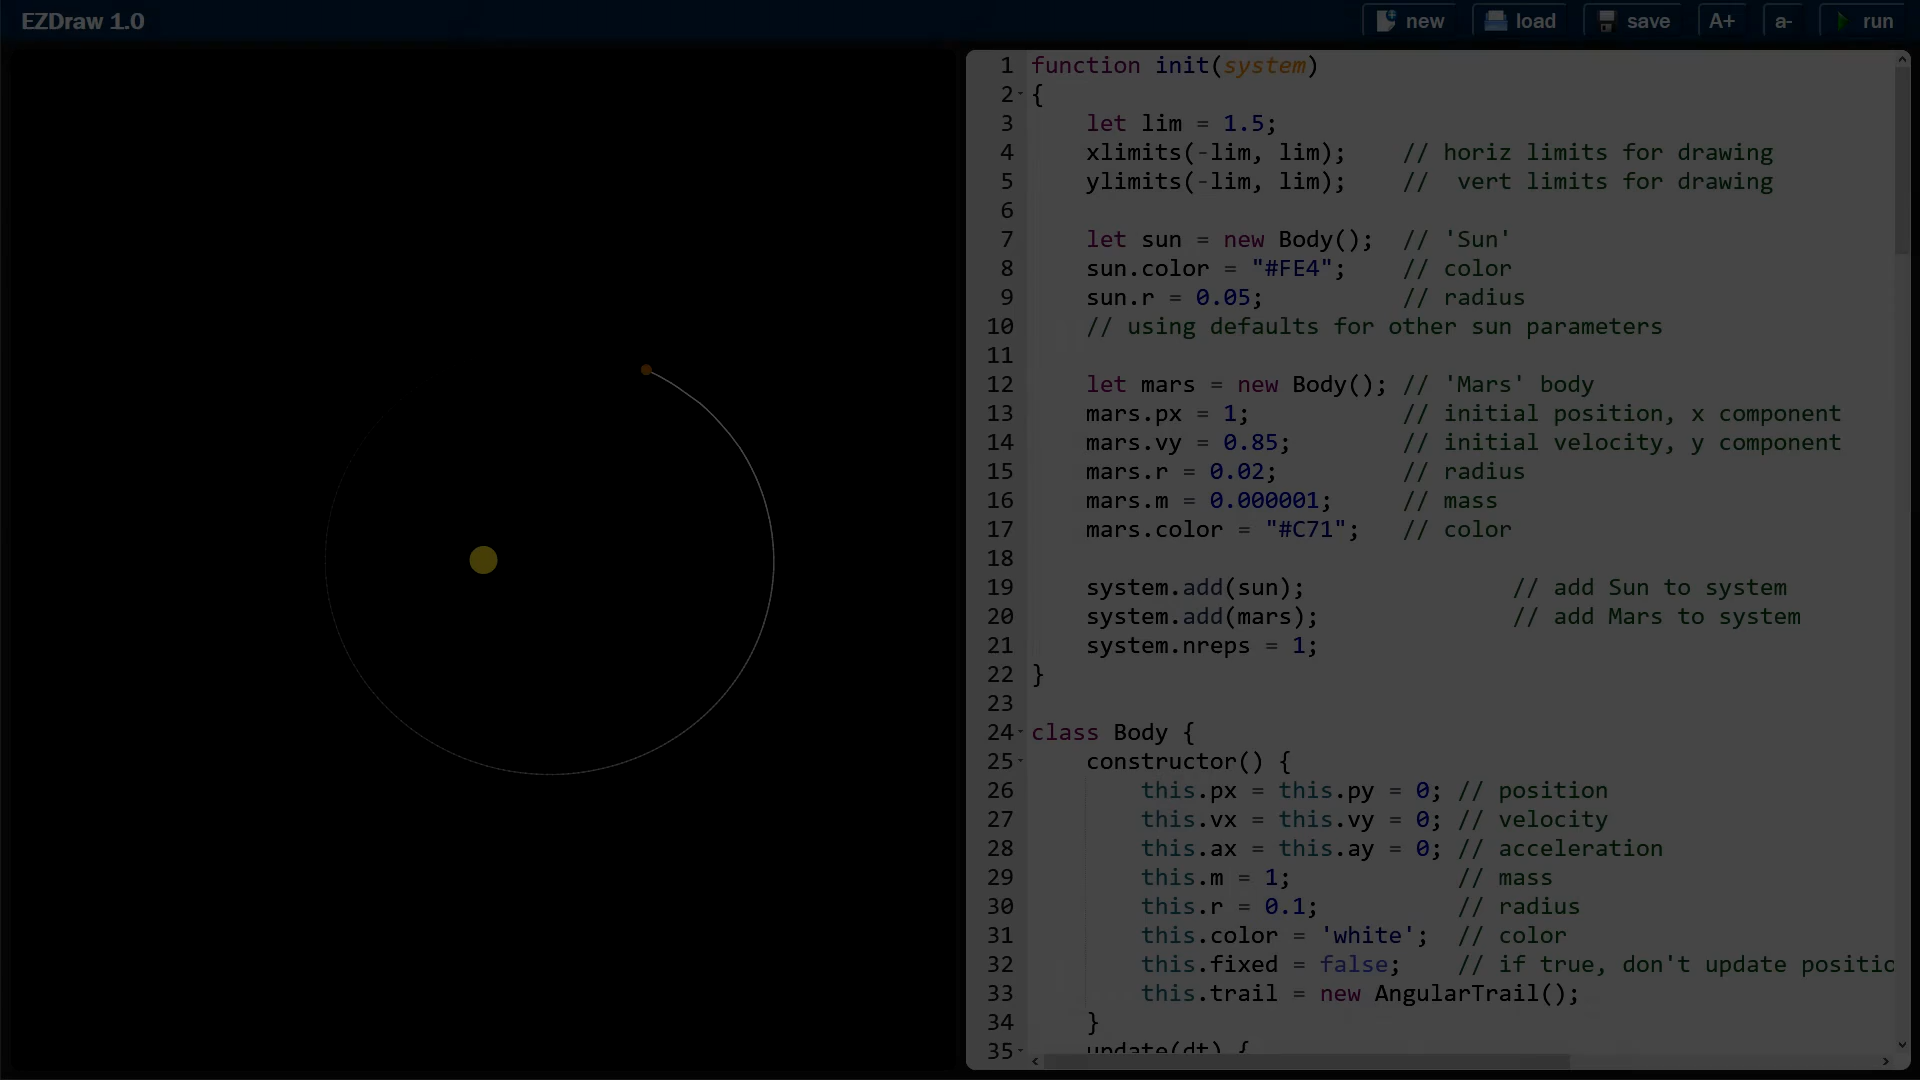 EZDraw 1.0
new load save A+ a- run
1 function init(system)
2 {
3 let lim = 1.5;
4 xlimits(-lim, lim); // horiz limits for drawing
5 ylimits(-lim, lim); //  vert limits for drawing
6
7 let sun = new Body(); // 'Sun'
8 sun.color = "#FE4"; // color
9 sun.r = 0.05; // radius
10 // using defaults for other sun parameters
11
12 let mars = new Body(); // 'Mars' body
13 mars.px = 1; // initial position, x component
14 mars.vy = 0.85; // initial velocity, y component
15 mars.r = 0.02; // radius
16 mars.m = 0.000001; // mass
17 mars.color = "#C71"; // color
18
19 system.add(sun); // add Sun to system
20 system.add(mars); // add Mars to system
21 system.nreps = 1;
22 }
23
24 class Body {
25 constructor() {
26 this.px = this.py = 0; // position
27 this.vx = this.vy = 0; // velocity
28 this.ax = this.ay = 0; // acceleration
29 this.m = 1; // mass
30 this.r = 0.1; // radius
31 this.color = 'white'; // color
32 this.fixed = false; // if true, don't update positio
33 this.trail = new AngularTrail();
34 }
35 update(dt) {